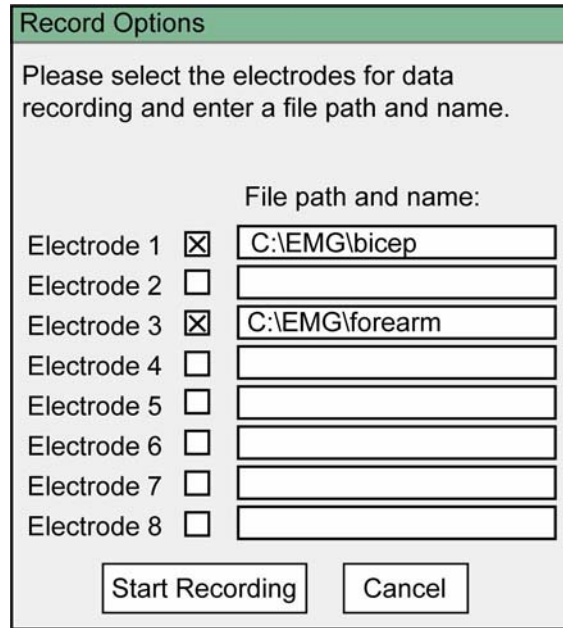 Record Options
Please select the electrodes for data
recording and enter a file path and name.
File path and name:
Electrode 1 C:\EMG\bicep
Electrode 2
Electrode 3 C:\EMG\forearm
Electrode 4
Electrode 5
Electrode 6
Electrode 7
Electrode 8
Start Recording Cancel